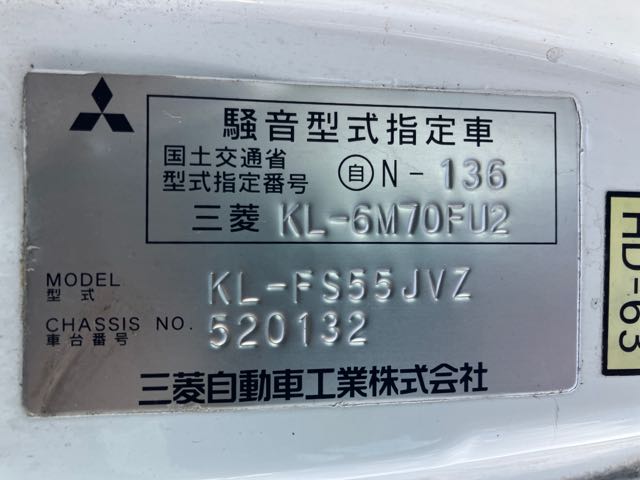 騒音型式指定車
国土交通省
型式指定番号 自 N-136
三菱 KL-6M70FU2
MODEL
型式 KL-FS55JVZ
CHASSIS NO.
車台番号 520132
三菱自動車工業株式会社
HD-63